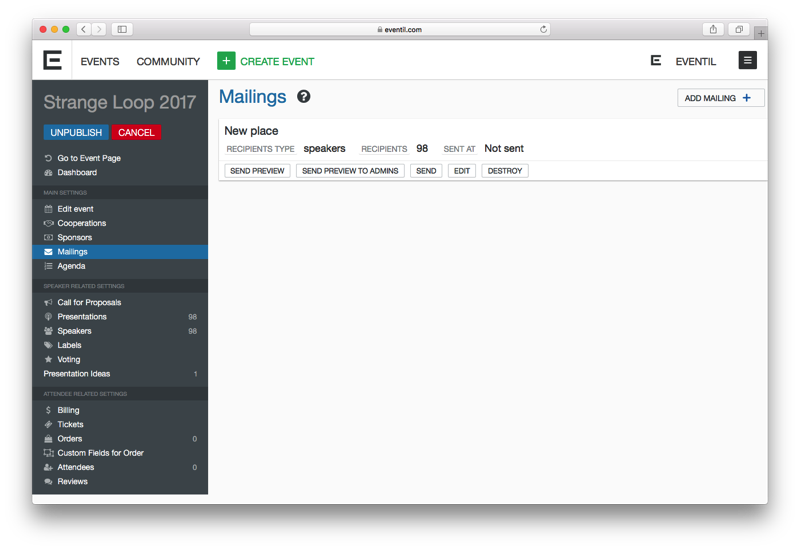 eventil.com
EVENTS COMMUNITY + CREATE EVENT EVENTIL
Strange Loop 2017
UNPUBLISH CANCEL
Go to Event Page
Dashboard
MAIN SETTINGS
Edit event
Cooperations
Sponsors
Mailings
Agenda
SPEAKER RELATED SETTINGS
Call for Proposals
Presentations 98
Speakers 98
Labels
Voting
Presentation Ideas 1
ATTENDEE RELATED SETTINGS
Billing
Tickets
Orders 0
Custom Fields for Order
Attendees 0
Reviews
Mailings ?
ADD MAILING +
New place
RECIPIENTS TYPE speakers RECIPIENTS 98 SENT AT Not sent
SEND PREVIEW SEND PREVIEW TO ADMINS SEND EDIT DESTROY